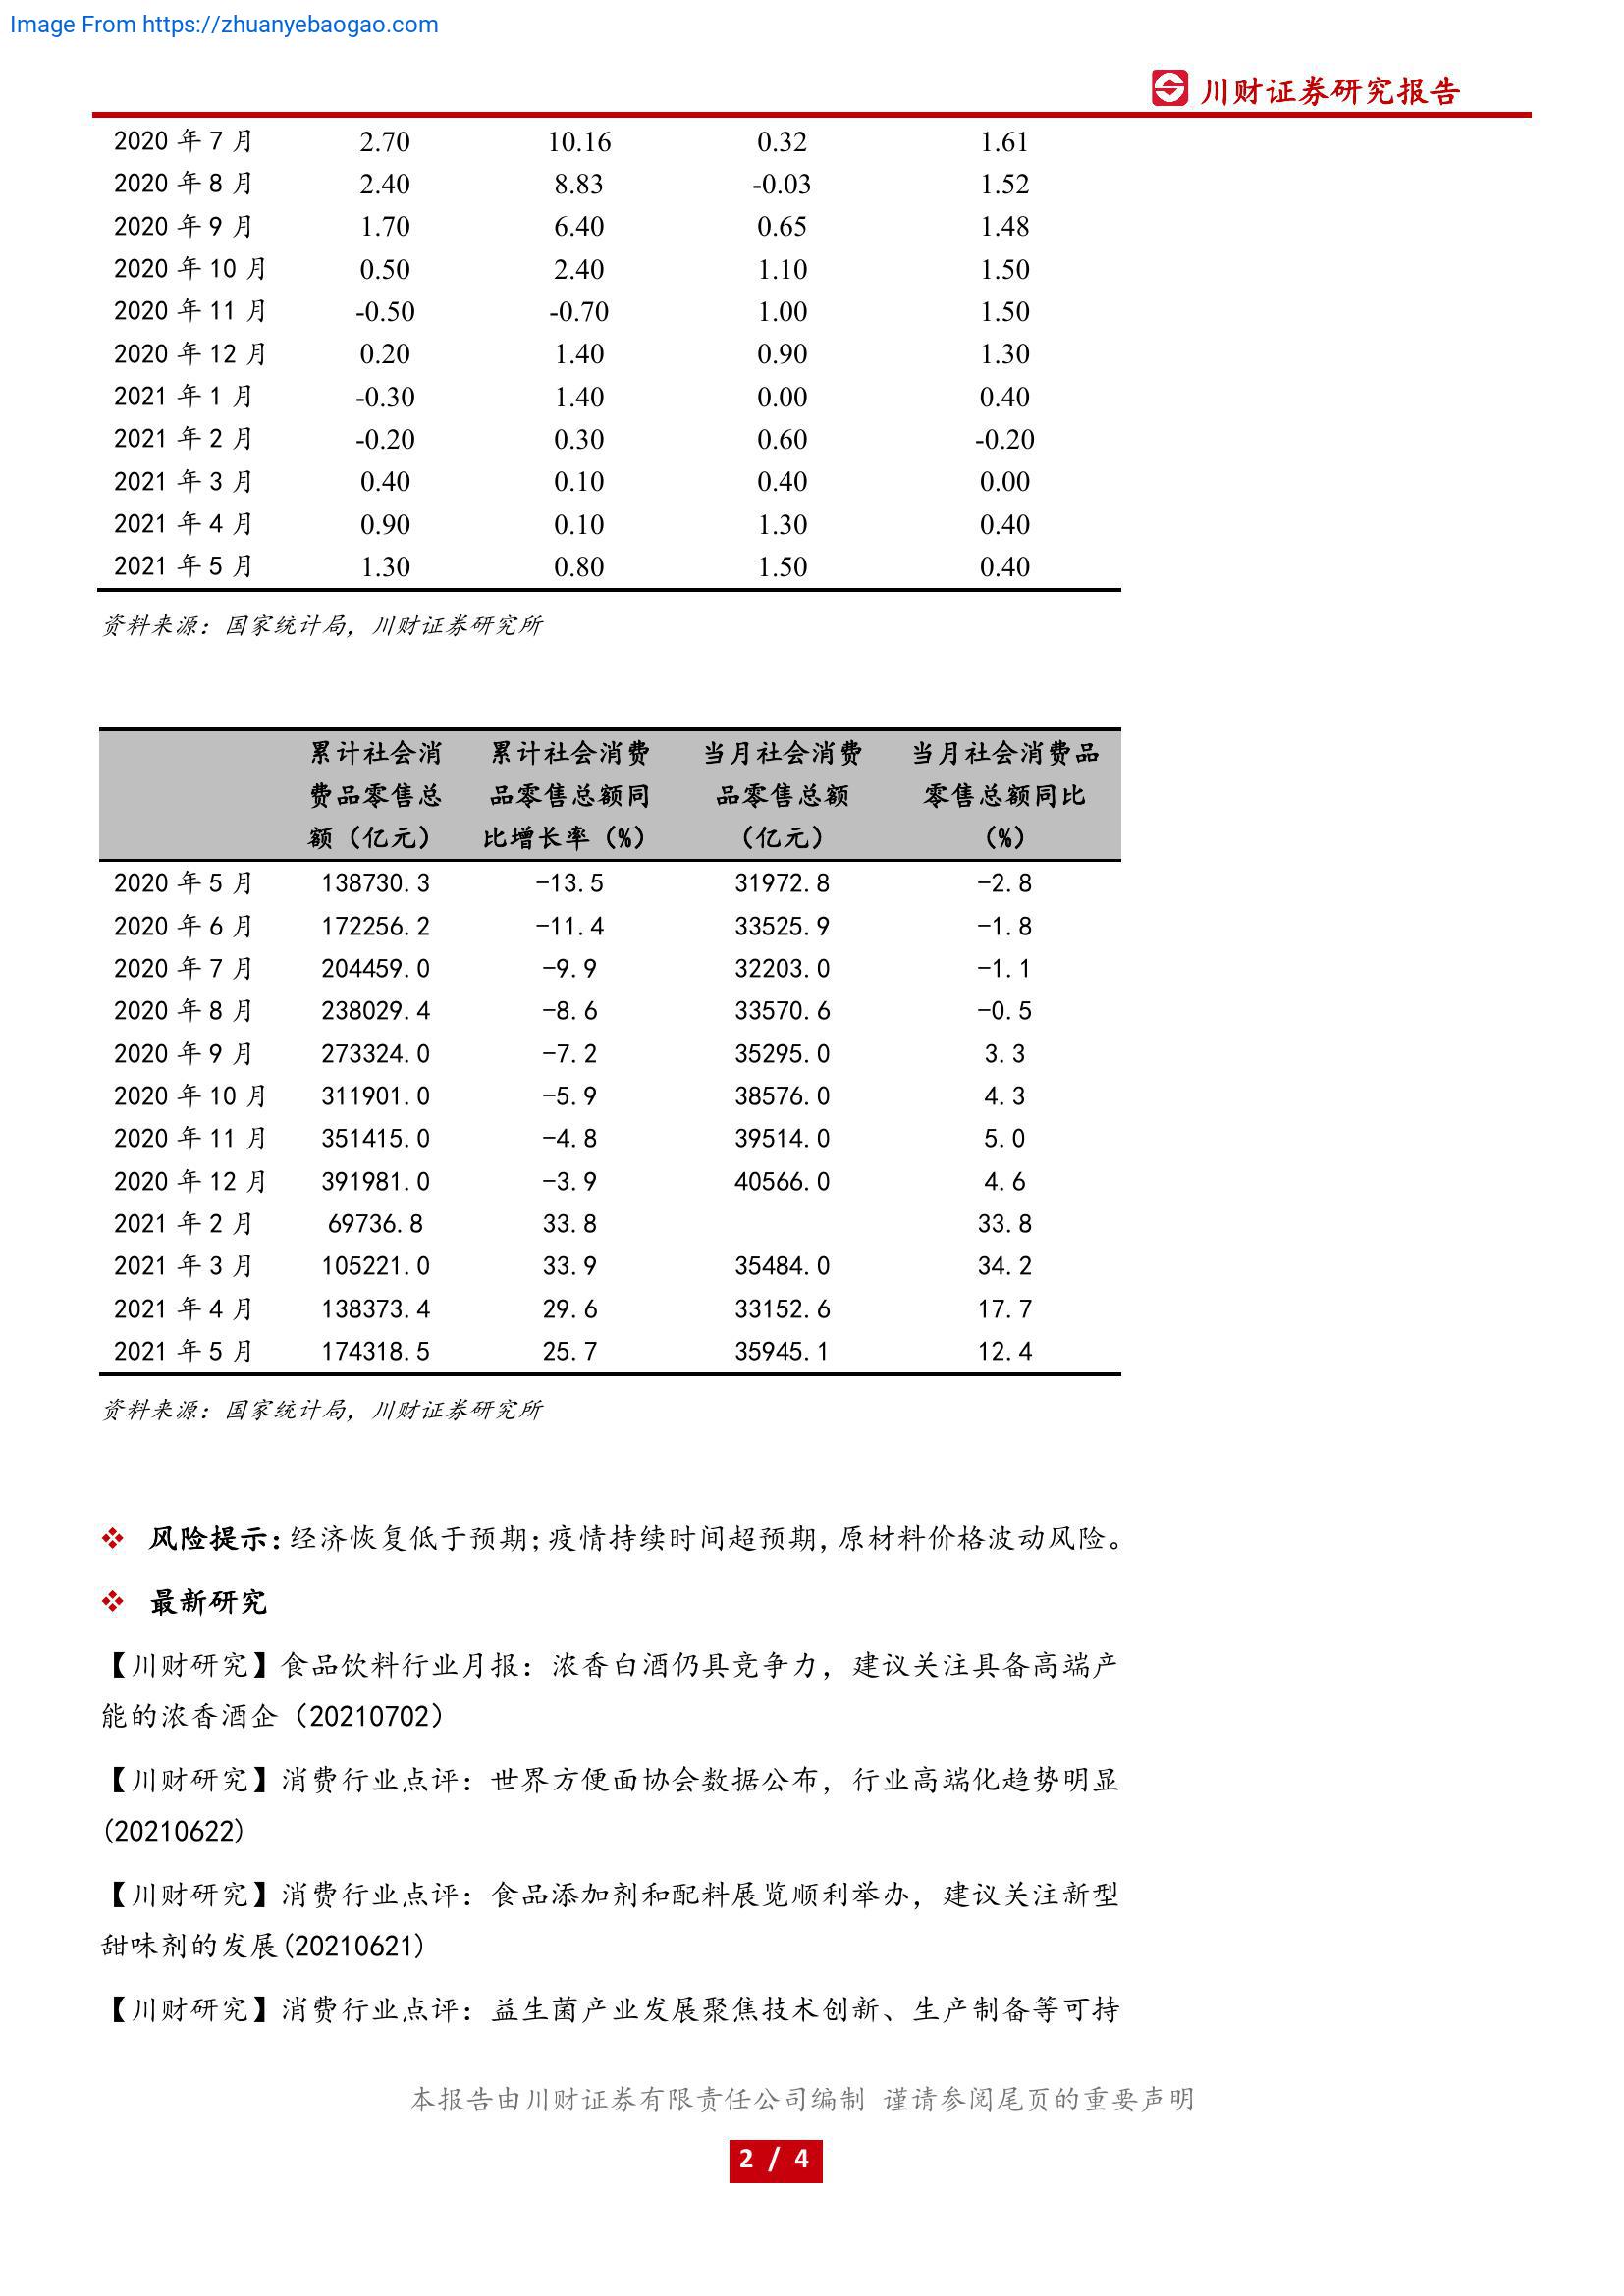 Image From https://zhuanyebaogao.com
川财证券研究报告
2020 年 7 月 2.70 10.16 0.32 1.61
2020 年 8 月 2.40 8.83 -0.03 1.52
2020 年 9 月 1.70 6.40 0.65 1.48
2020 年 10 月 0.50 2.40 1.10 1.50
2020 年 11 月 -0.50 -0.70 1.00 1.50
2020 年 12 月 0.20 1.40 0.90 1.30
2021 年 1 月 -0.30 1.40 0.00 0.40
2021 年 2 月 -0.20 0.30 0.60 -0.20
2021 年 3 月 0.40 0.10 0.40 0.00
2021 年 4 月 0.90 0.10 1.30 0.40
2021 年 5 月 1.30 0.80 1.50 0.40
资料来源：国家统计局，川财证券研究所
累计社会消 累计社会消费 当月社会消费 当月社会消费品
费品零售总 品零售总额同 品零售总额 零售总额同比
额（亿元） 比增长率（%） （亿元） （%）
2020 年 5 月 138730.3 -13.5 31972.8 -2.8
2020 年 6 月 172256.2 -11.4 33525.9 -1.8
2020 年 7 月 204459.0 -9.9 32203.0 -1.1
2020 年 8 月 238029.4 -8.6 33570.6 -0.5
2020 年 9 月 273324.0 -7.2 35295.0 3.3
2020 年 10 月 311901.0 -5.9 38576.0 4.3
2020 年 11 月 351415.0 -4.8 39514.0 5.0
2020 年 12 月 391981.0 -3.9 40566.0 4.6
2021 年 2 月 69736.8 33.8 33.8
2021 年 3 月 105221.0 33.9 35484.0 34.2
2021 年 4 月 138373.4 29.6 33152.6 17.7
2021 年 5 月 174318.5 25.7 35945.1 12.4
资料来源：国家统计局，川财证券研究所
❖ 风险提示：经济恢复低于预期；疫情持续时间超预期，原材料价格波动风险。
❖ 最新研究
【川财研究】食品饮料行业月报：浓香白酒仍具竞争力，建议关注具备高端产
能的浓香酒企（20210702）
【川财研究】消费行业点评：世界方便面协会数据公布，行业高端化趋势明显
(20210622)
【川财研究】消费行业点评：食品添加剂和配料展览顺利举办，建议关注新型
甜味剂的发展(20210621)
【川财研究】消费行业点评：益生菌产业发展聚焦技术创新、生产制备等可持
本报告由川财证券有限责任公司编制 谨请参阅尾页的重要声明
2 / 4